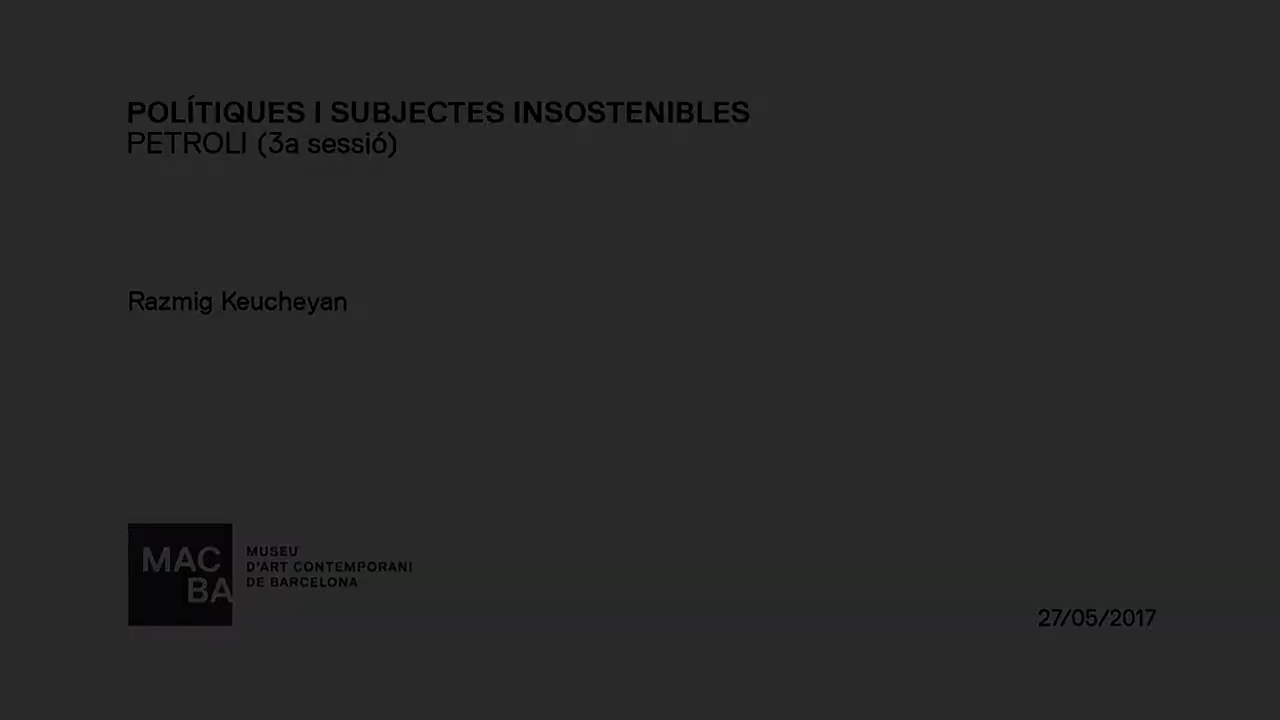 POLÍTIQUES I SUBJECTES INSOSTENIBLES
PETROLI (3a sessió)
Razmig Keucheyan
MAC
BA
MUSEU
D'ART CONTEMPORANI
DE BARCELONA
27/05/2017